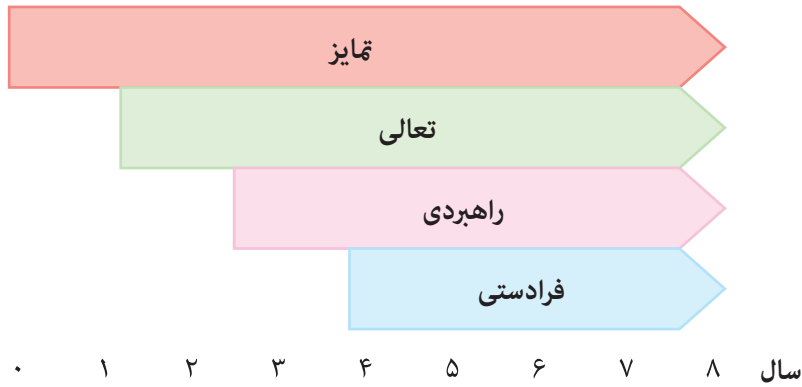 تمایز
تعالی
راهبردی
فرادستی
۰ ۱ ۲ ۳ ۴ ۵ ۶ ۷ ۸ سال